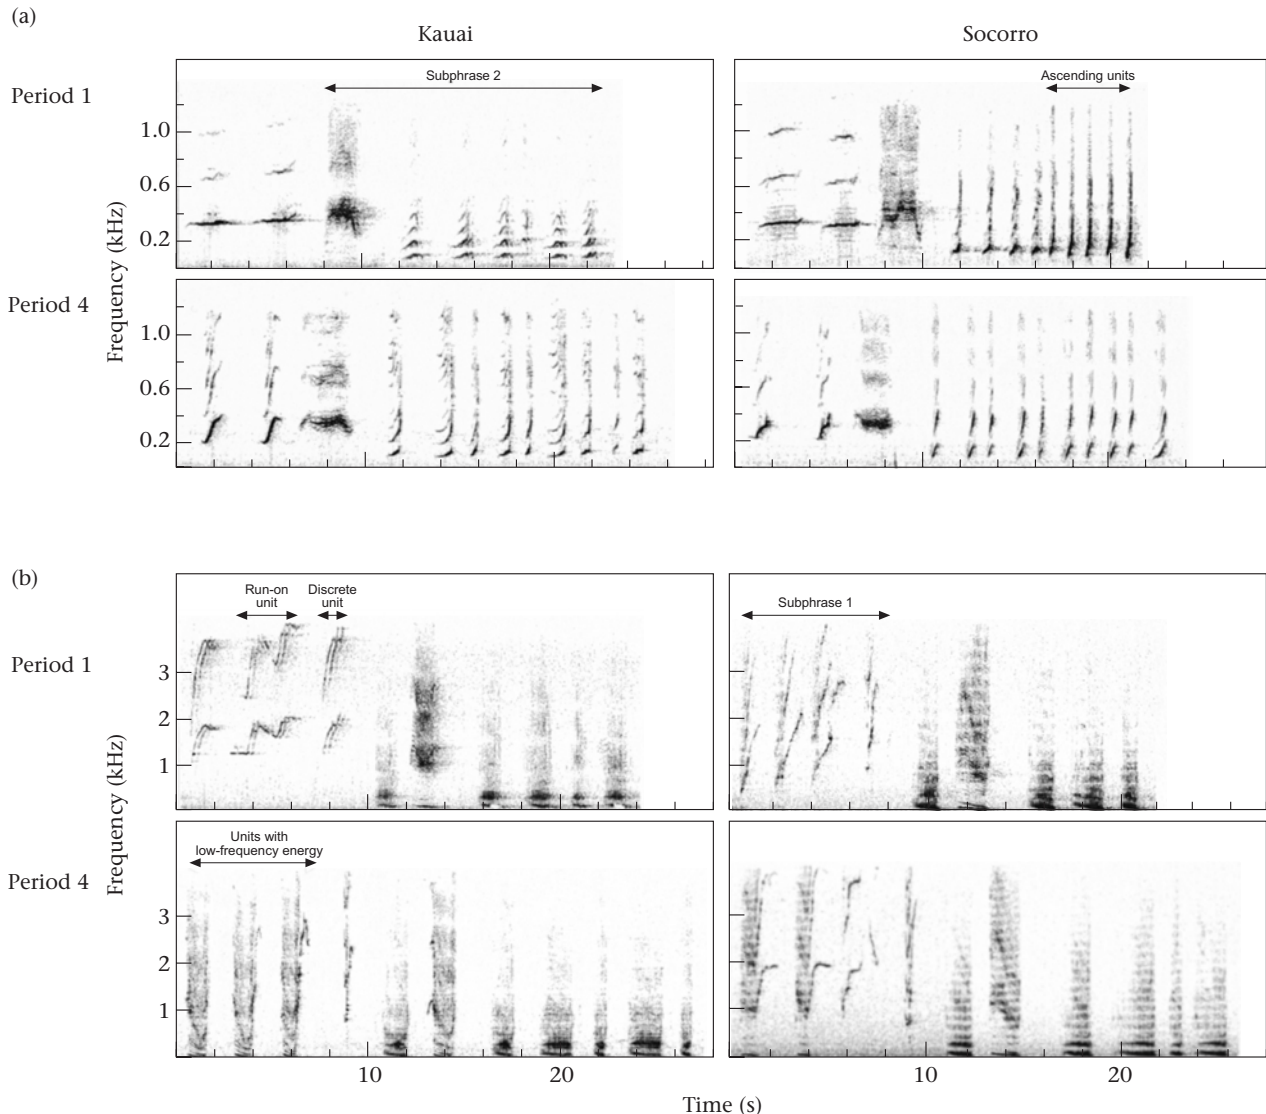 (a)
Kauai
Socorro
Period 1
Subphrase 2
Ascending units
1.0
0.6
0.2
Period 4
1.0
0.6
0.2
Frequency (kHz)
(b)
Run-on
unit
Discrete
unit
Subphrase 1
Period 1
3
2
1
Units with
low-frequency energy
Period 4
3
2
1
Frequency (kHz)
10
20
10
20
Time (s)